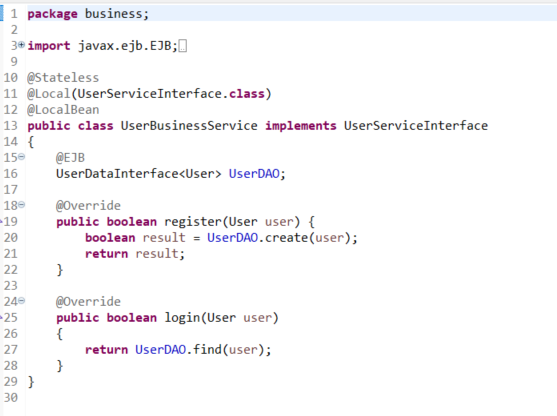 1 package business;
2
3 import javax.ejb.EJB;
9
10 @Stateless
11 @Local(UserServiceInterface.class)
12 @LocalBean
13 public class UserBusinessService implements UserServiceInterface
14 {
15     @EJB
16     UserDataInterface<User> UserDAO;
17
18     @Override
19     public boolean register(User user) {
20         boolean result = UserDAO.create(user);
21         return result;
22     }
23
24     @Override
25     public boolean login(User user)
26     {
27         return UserDAO.find(user);
28     }
29 }
30